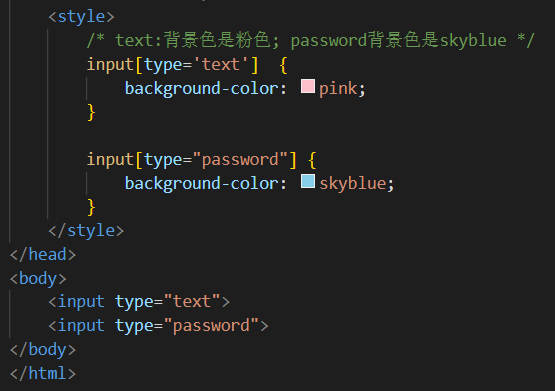 <style>
/* text:背景色是粉色; password背景色是skyblue */
input[type='text']  {
background-color: pink;
}
input[type="password"] {
background-color: skyblue;
}
</style>
</head>
<body>
<input type="text">
<input type="password">
</body>
</html>